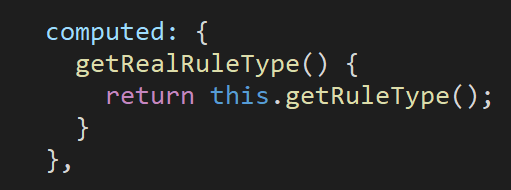 computed: {
getRealRuleType() {
return this.getRuleType();
}
},